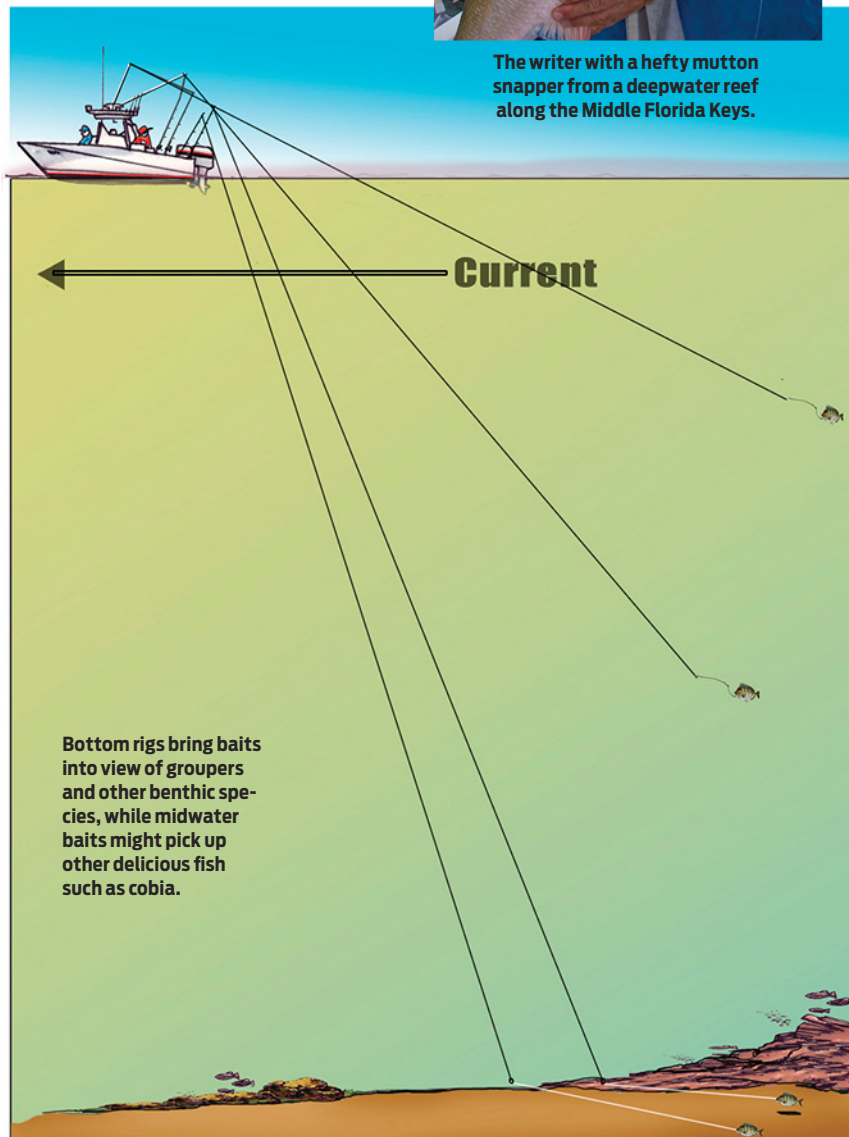 The writer with a hefty mutton
snapper from a deepwater reef
along the Middle Florida Keys.
Current
Bottom rigs bring baits
into view of groupers
and other benthic spe-
cies, while midwater
baits might pick up
other delicious fish
such as cobia.